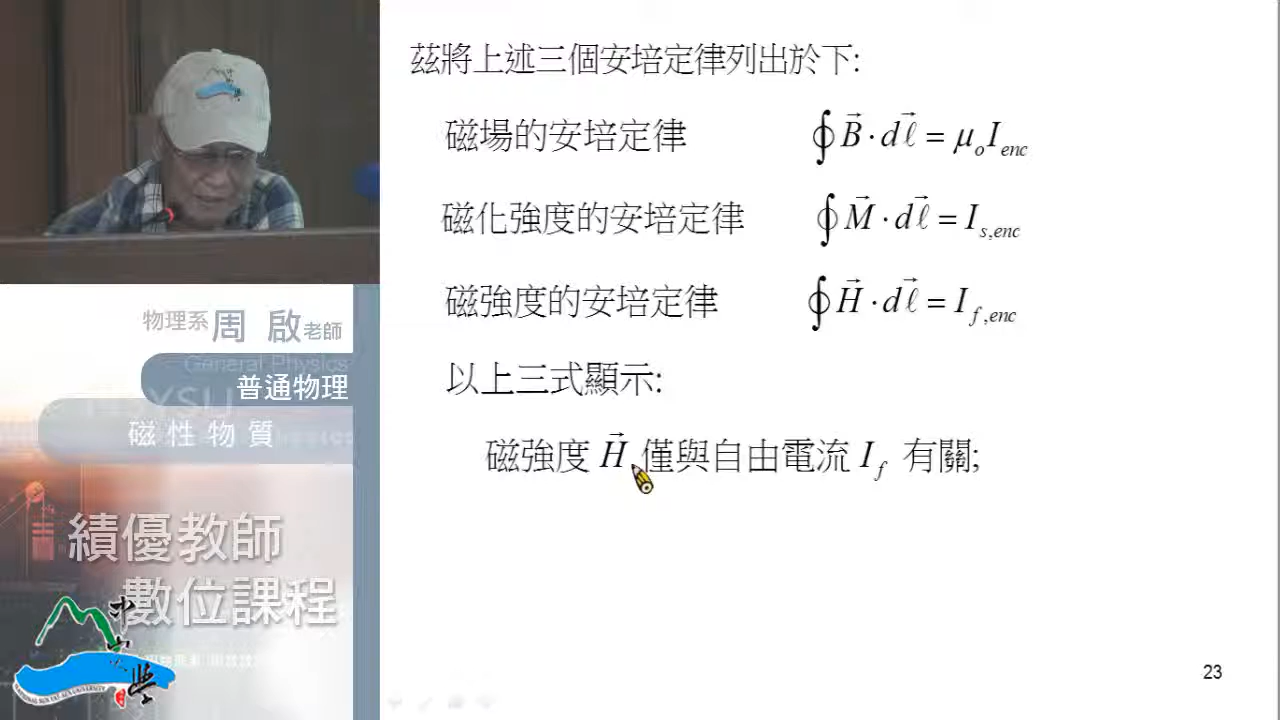 茲將上述三個安培定律列出於下:
磁場的安培定律 ∮B⃗·dℓ⃗ = μ₀I_enc
磁化強度的安培定律 ∮M⃗·dℓ⃗ = I_s,enc
磁強度的安培定律 ∮H⃗·dℓ⃗ = I_f,enc
以上三式顯示:
磁強度 H⃗ 僅與自由電流 I_f 有關;
23
物理系 周 啟 老師
General Physics
普通物理
磁性物質
績優教師
數位課程